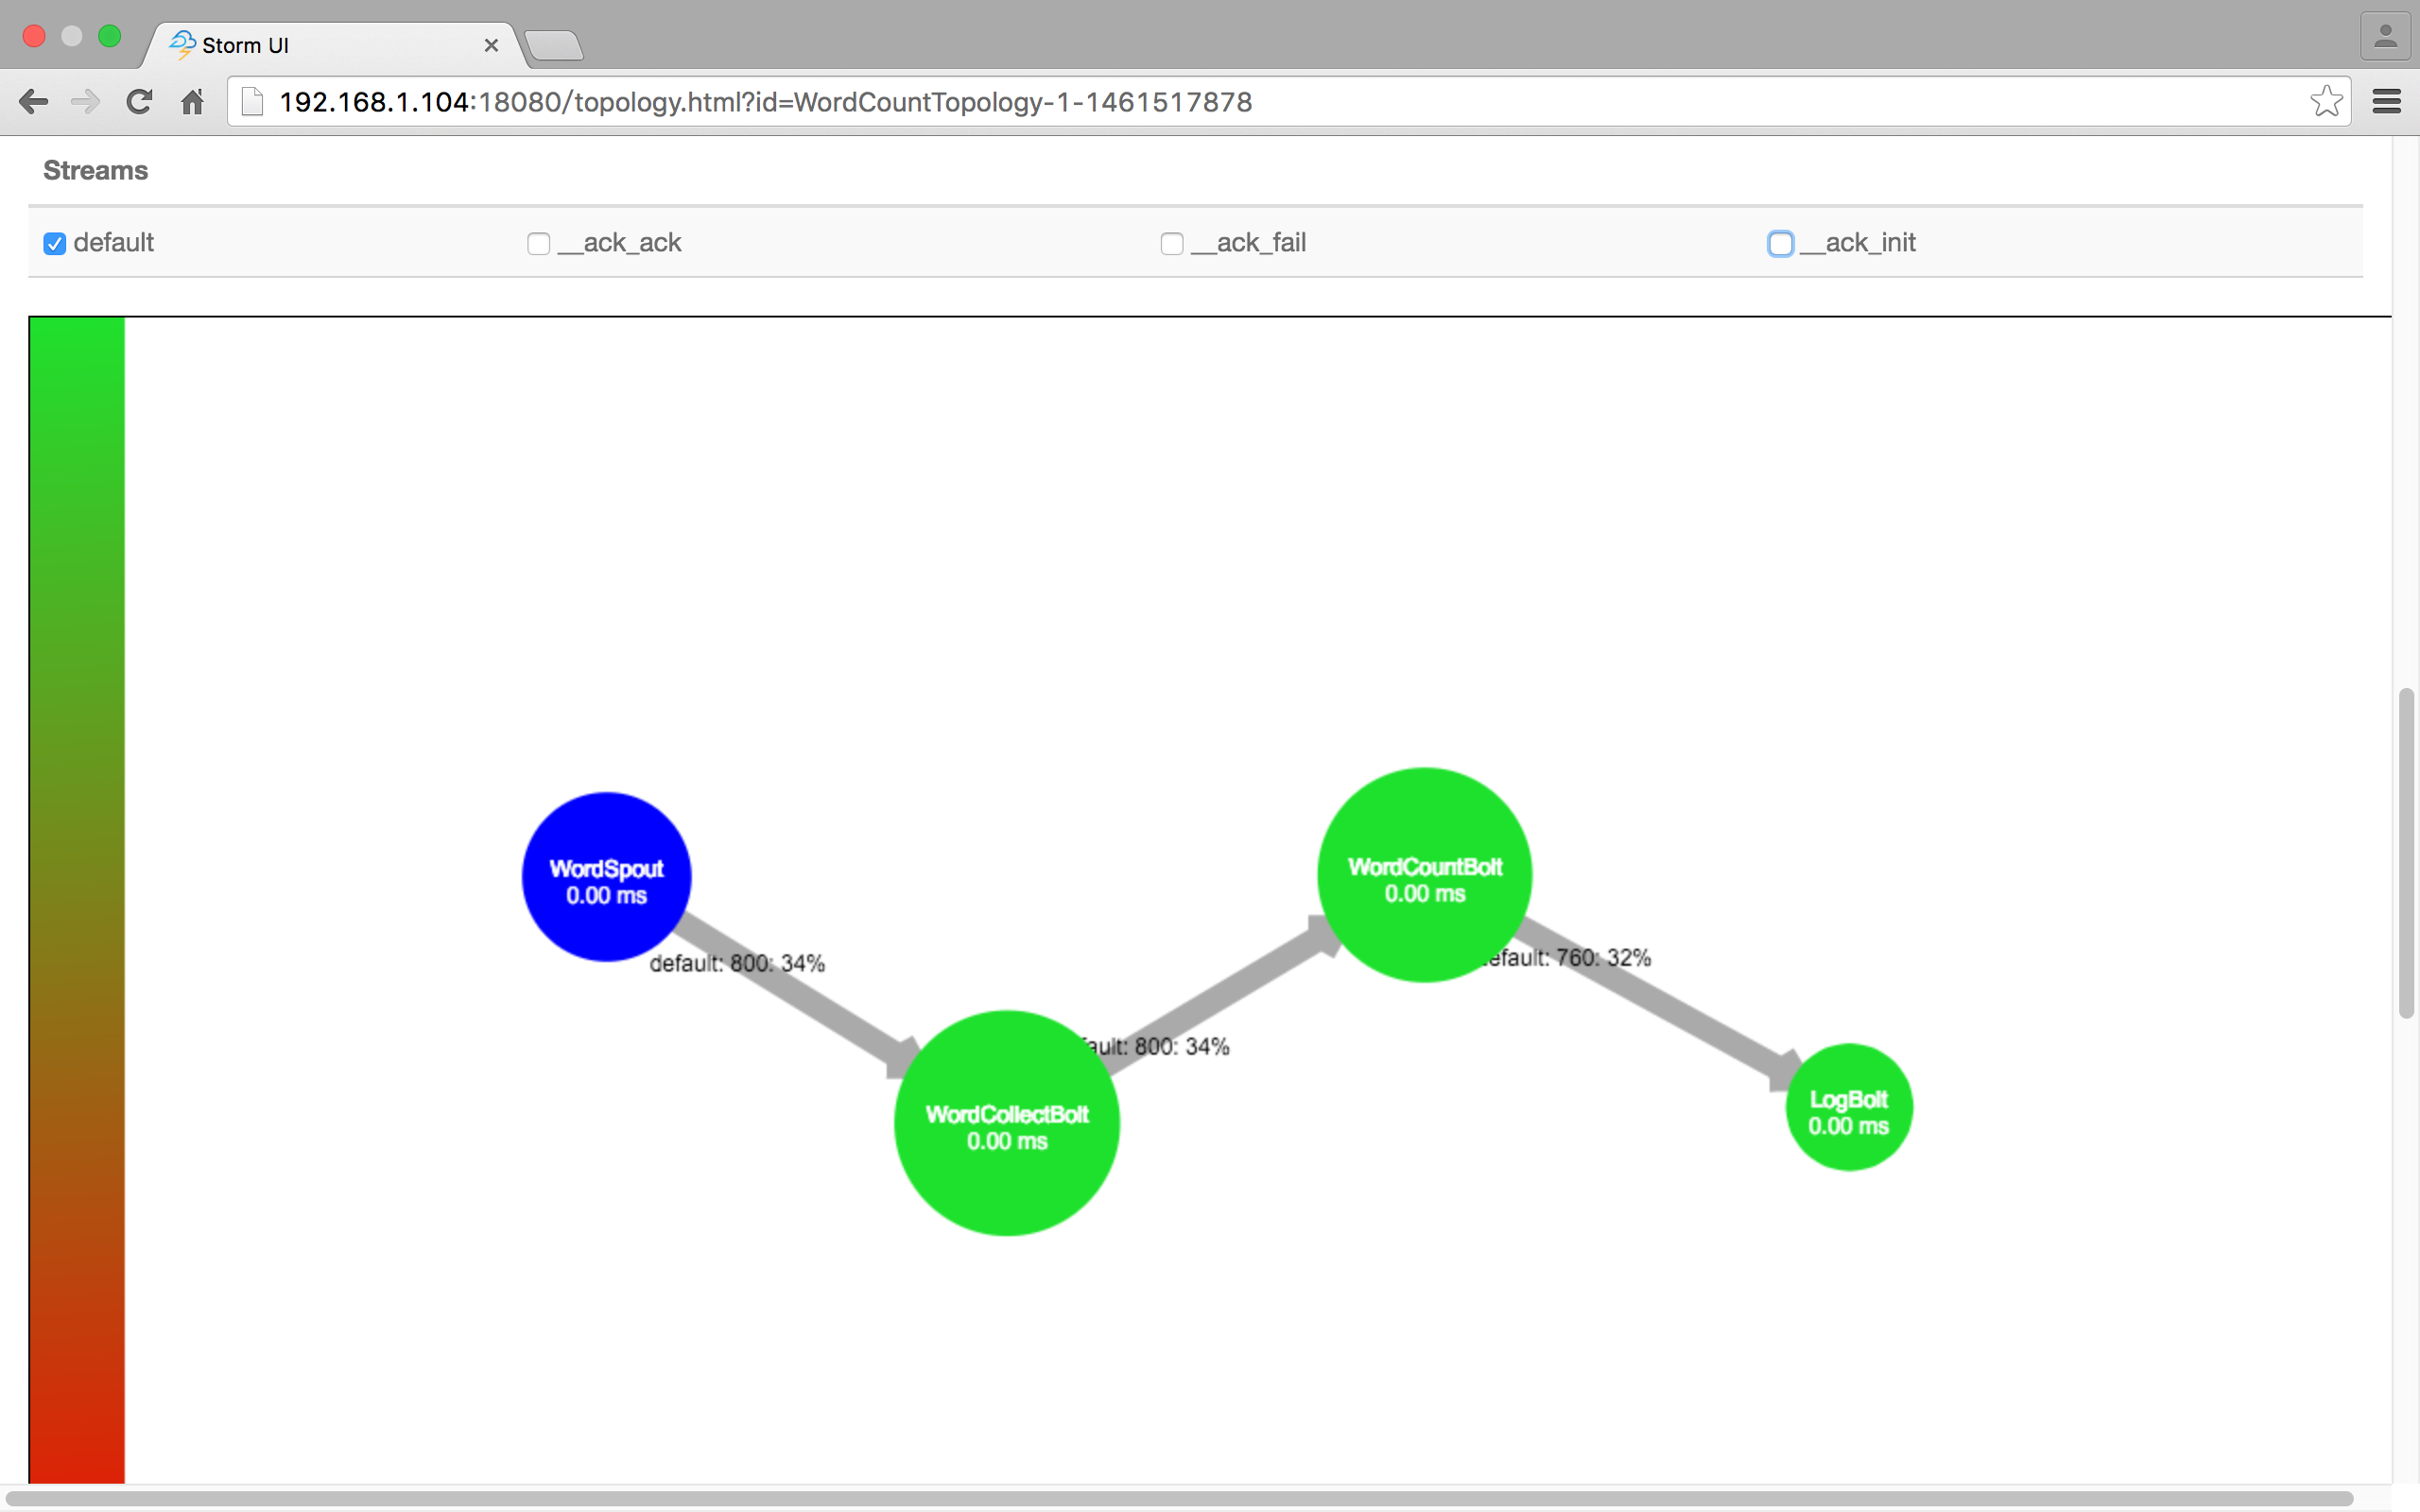 Storm UI
192.168.1.104:18080/topology.html?id=WordCountTopology-1-1461517878
Streams
default
__ack_ack
__ack_fail
__ack_init
WordSpout
0.00 ms
default: 800: 34%
WordCollectBolt
0.00 ms
ault: 800: 34%
WordCountBolt
0.00 ms
efault: 760: 32%
LogBolt
0.00 ms